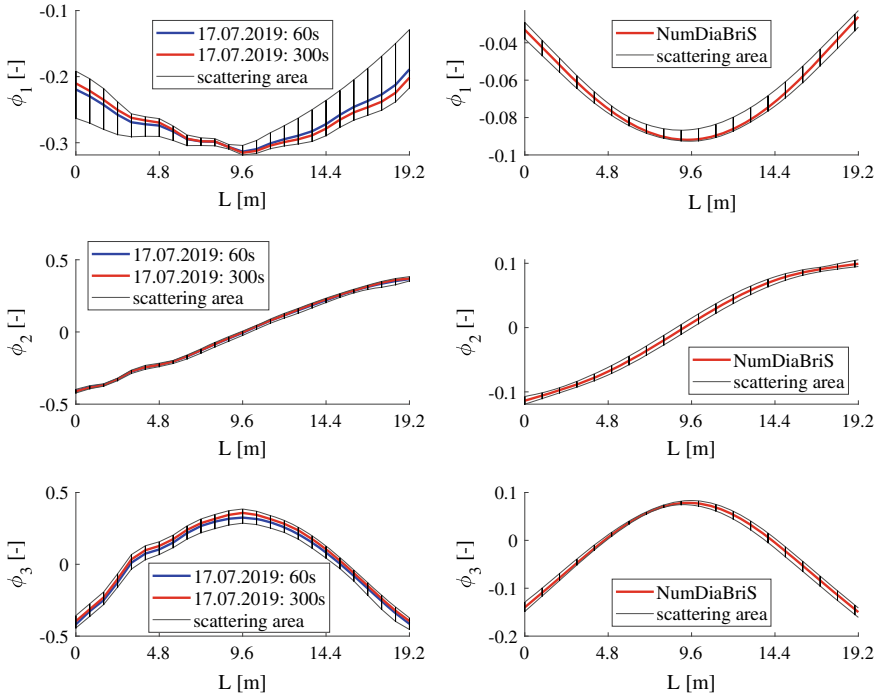 -0.1
-0.2
-0.3
ϕ1 [-]
17.07.2019: 60s
17.07.2019: 300s
scattering area
0 4.8 9.6 14.4 19.2
L [m]
-0.04
-0.06
-0.08
-0.1
ϕ1 [-]
NumDiaBriS
scattering area
0 4.8 9.6 14.4 19.2
L [m]
0.5
0
-0.5
ϕ2 [-]
17.07.2019: 60s
17.07.2019: 300s
scattering area
0 4.8 9.6 14.4 19.2
L [m]
0.1
0
-0.1
ϕ2 [-]
NumDiaBriS
scattering area
0 4.8 9.6 14.4 19.2
L [m]
0.5
0
-0.5
ϕ3 [-]
17.07.2019: 60s
17.07.2019: 300s
scattering area
0 4.8 9.6 14.4 19.2
L [m]
0.1
0
-0.1
-0.2
ϕ3 [-]
NumDiaBriS
scattering area
0 4.8 9.6 14.4 19.2
L [m]